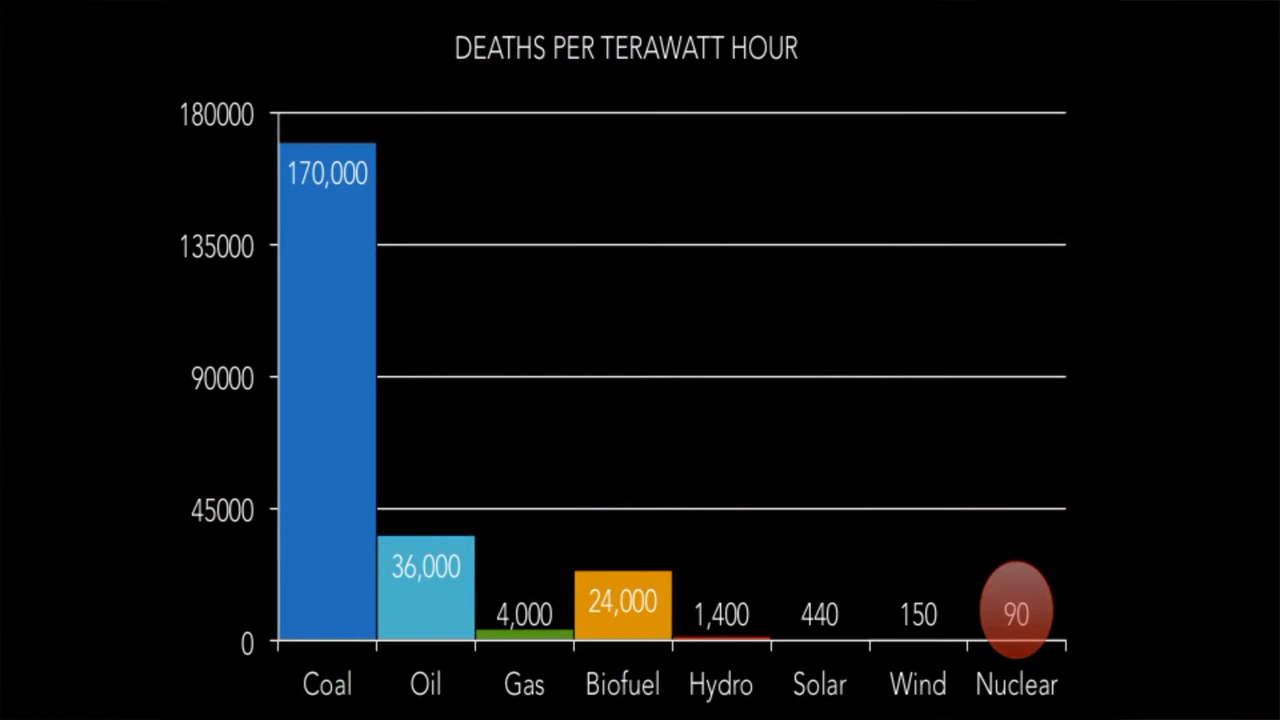 DEATHS PER TERAWATT HOUR
180000
135000
90000
45000
0
170,000
36,000
4,000
24,000
1,400
440
150
90
Coal
Oil
Gas
Biofuel
Hydro
Solar
Wind
Nuclear